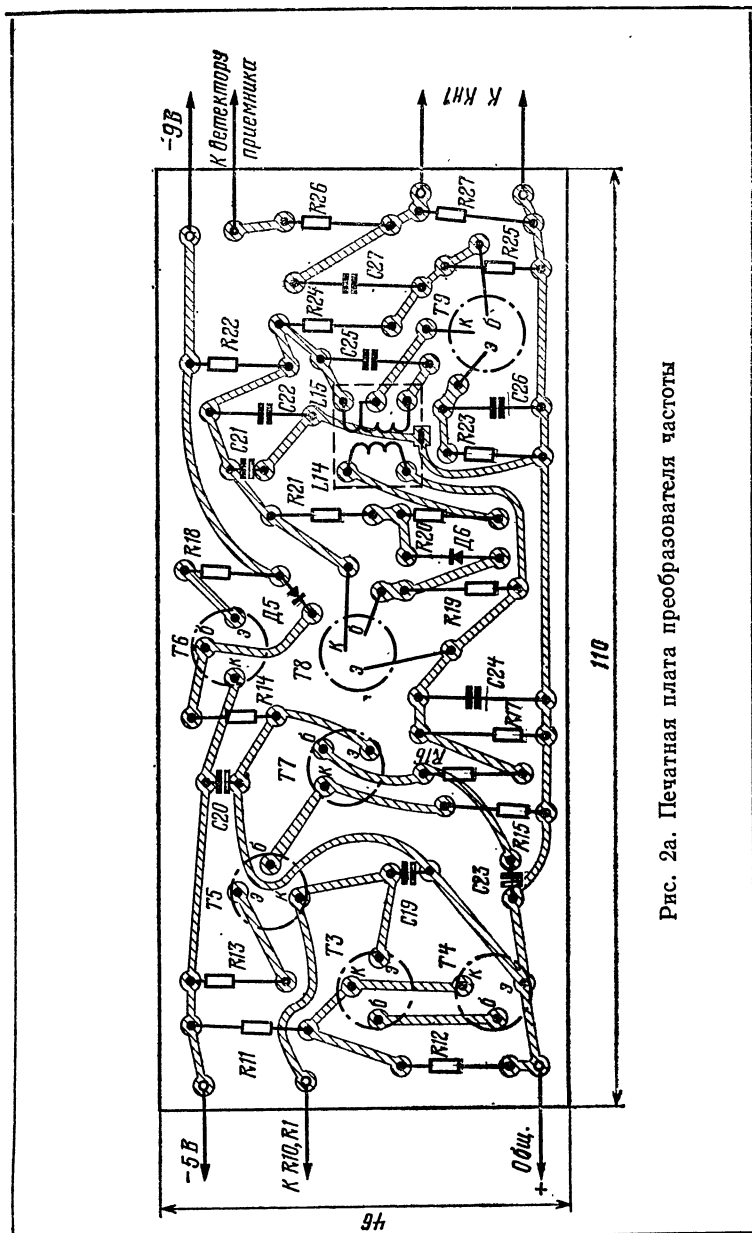 -9В
К детектору
приемника
К Кн1
R26
R27
C27
R25
R24
T9
к
б
э
R22
C25
C22
L15
C26
C21
R23
L14
R21
R20
Д6
R18
Д5
R19
T6
б
э
к
T8
к
б
э
R14
C24
R17
C20
T7
б
э
к
R16
R15
T5
б
э
к
C23
C19
R13
T3
э
к
б
T4
к
б
э
R11
R12
-5 В
К R10, R1
+ Общ.
110
46
Рис. 2а. Печатная плата преобразователя частоты